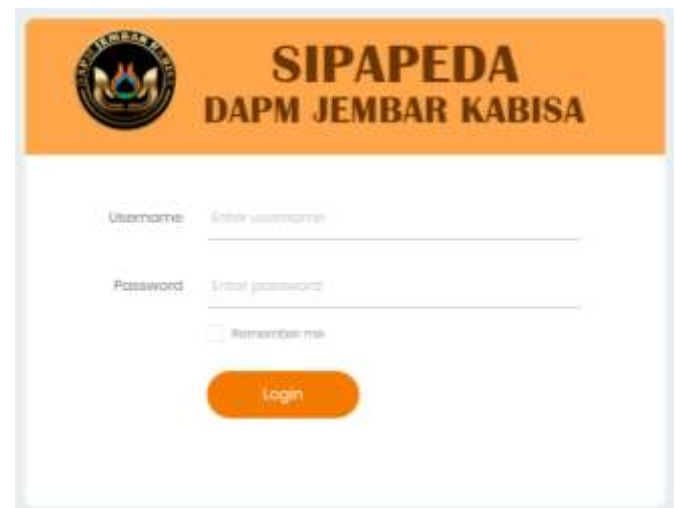 SIPAPEDA
DAPM JEMBAR KABISA
Username
Enter username
Password
Enter password
Remember me
Login